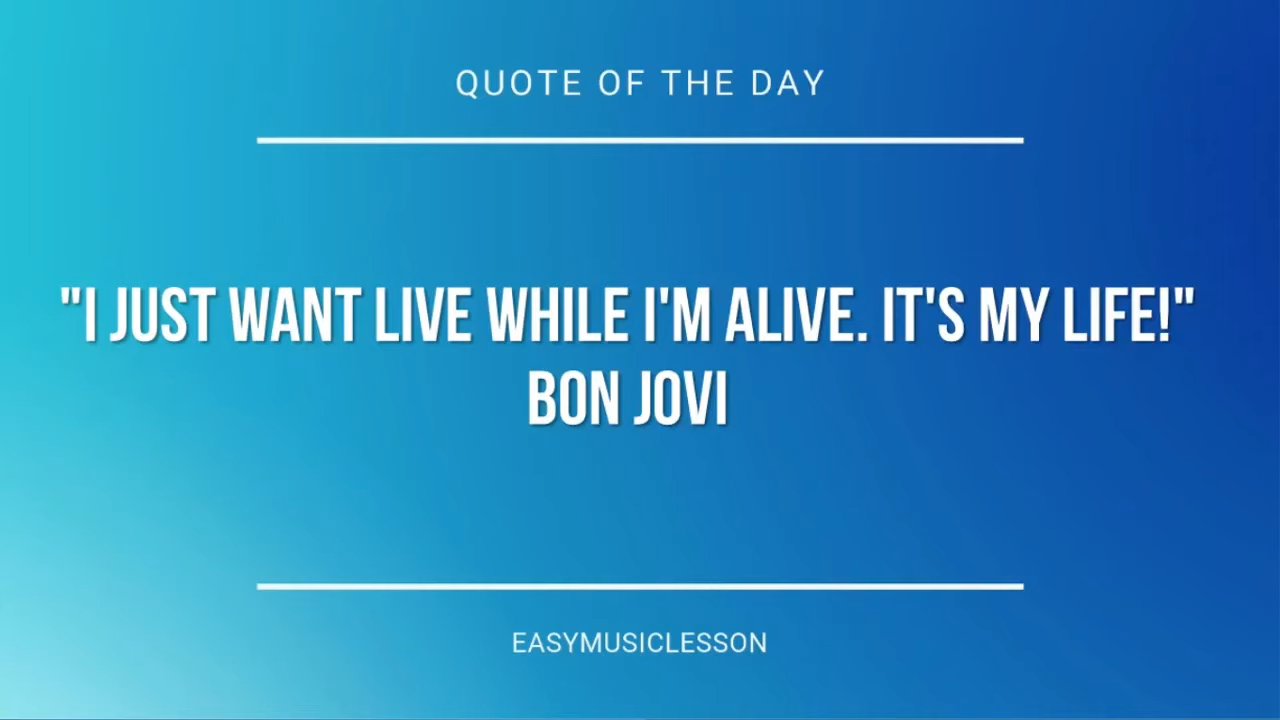 QUOTE OF THE DAY
"I JUST WANT LIVE WHILE I'M ALIVE. IT'S MY LIFE!"
BON JOVI
EASYMUSICLESSON